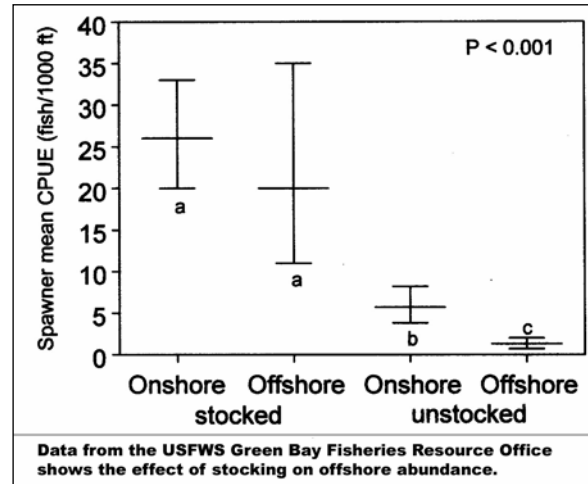 Spawner mean CPUE (fish/1000 ft)
40
35
30
25
20
15
10
5
0
P < 0.001
a
a
b
c
Onshore Offshore Onshore Offshore
stocked unstocked
Data from the USFWS Green Bay Fisheries Resource Office
shows the effect of stocking on offshore abundance.